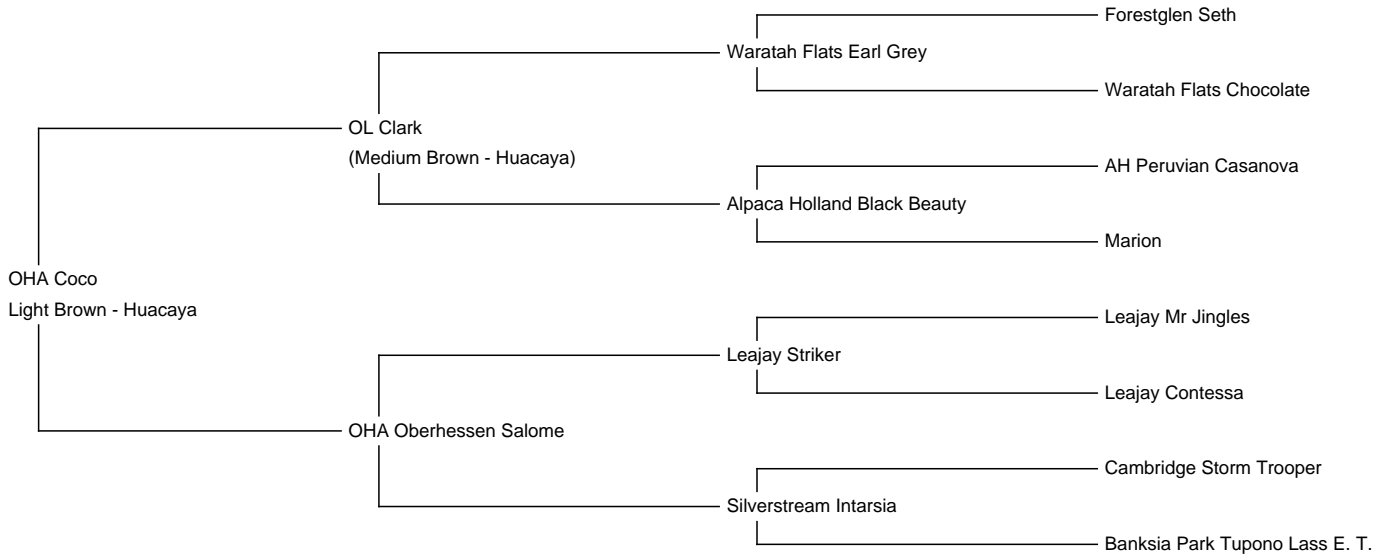 Forestglen Seth
Waratah Flats Earl Grey
Waratah Flats Chocolate
OL Clark
(Medium Brown - Huacaya)
AH Peruvian Casanova
Alpaca Holland Black Beauty
Marion
OHA Coco
Light Brown - Huacaya
Leajay Mr Jingles
Leajay Striker
Leajay Contessa
OHA Oberhessen Salome
Cambridge Storm Trooper
Silverstream Intarsia
Banksia Park Tupono Lass E. T.